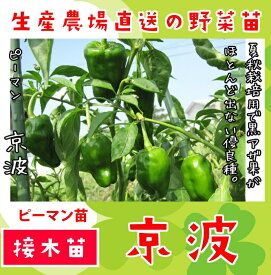 生産農場直送の野菜苗
夏秋栽培用で黒アザ果が
ほとんど出ない優良種。
ピーマン 京波
ピーマン苗
接木苗
京波